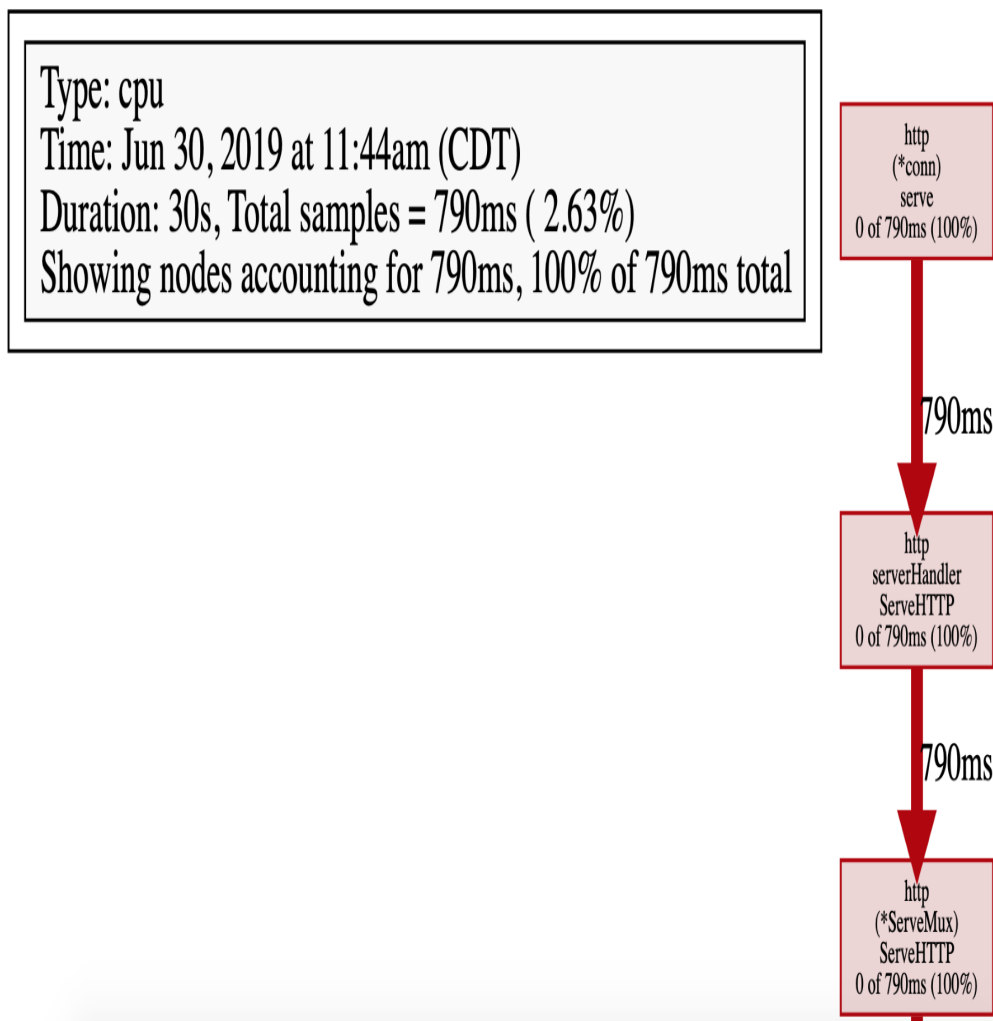 Type: cpu
Time: Jun 30, 2019 at 11:44am (CDT)
Duration: 30s, Total samples = 790ms ( 2.63%)
Showing nodes accounting for 790ms, 100% of 790ms total
http
(*conn)
serve
0 of 790ms (100%)
790ms
http
serverHandler
ServeHTTP
0 of 790ms (100%)
790ms
http
(*ServeMux)
ServeHTTP
0 of 790ms (100%)